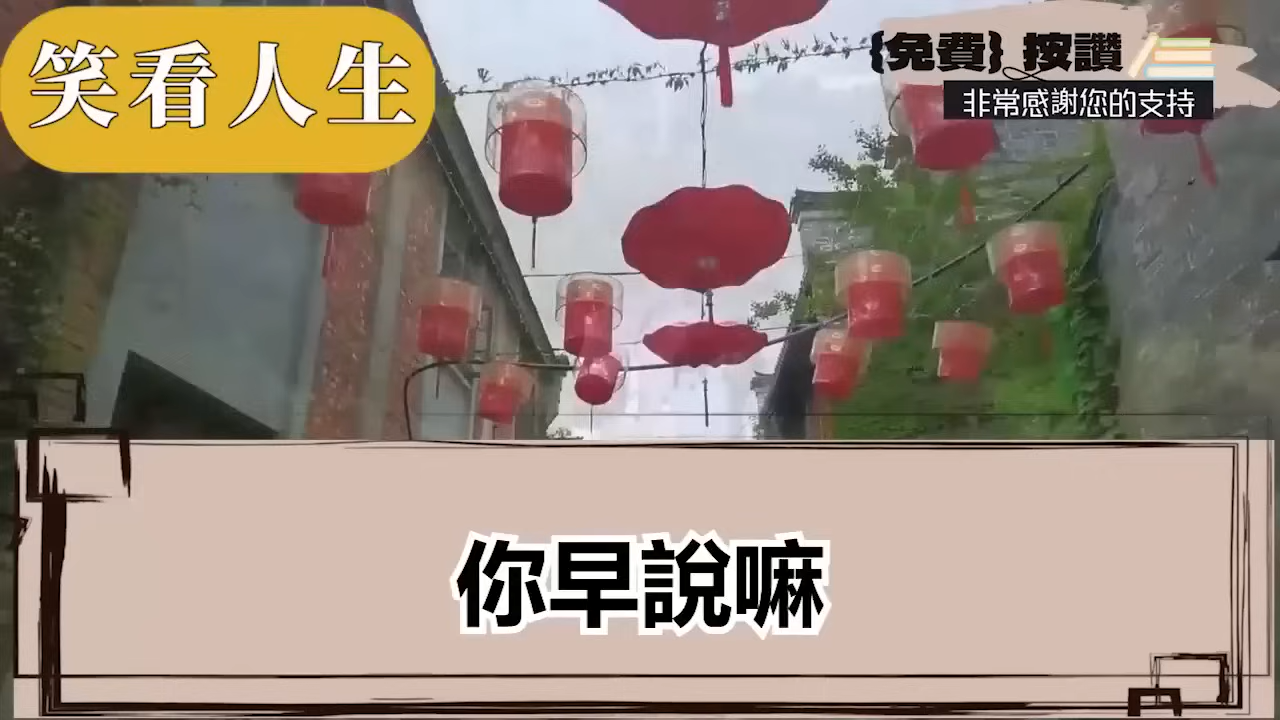 笑看人生
{免費} 按讚
非常感謝您的支持
你早說嘛